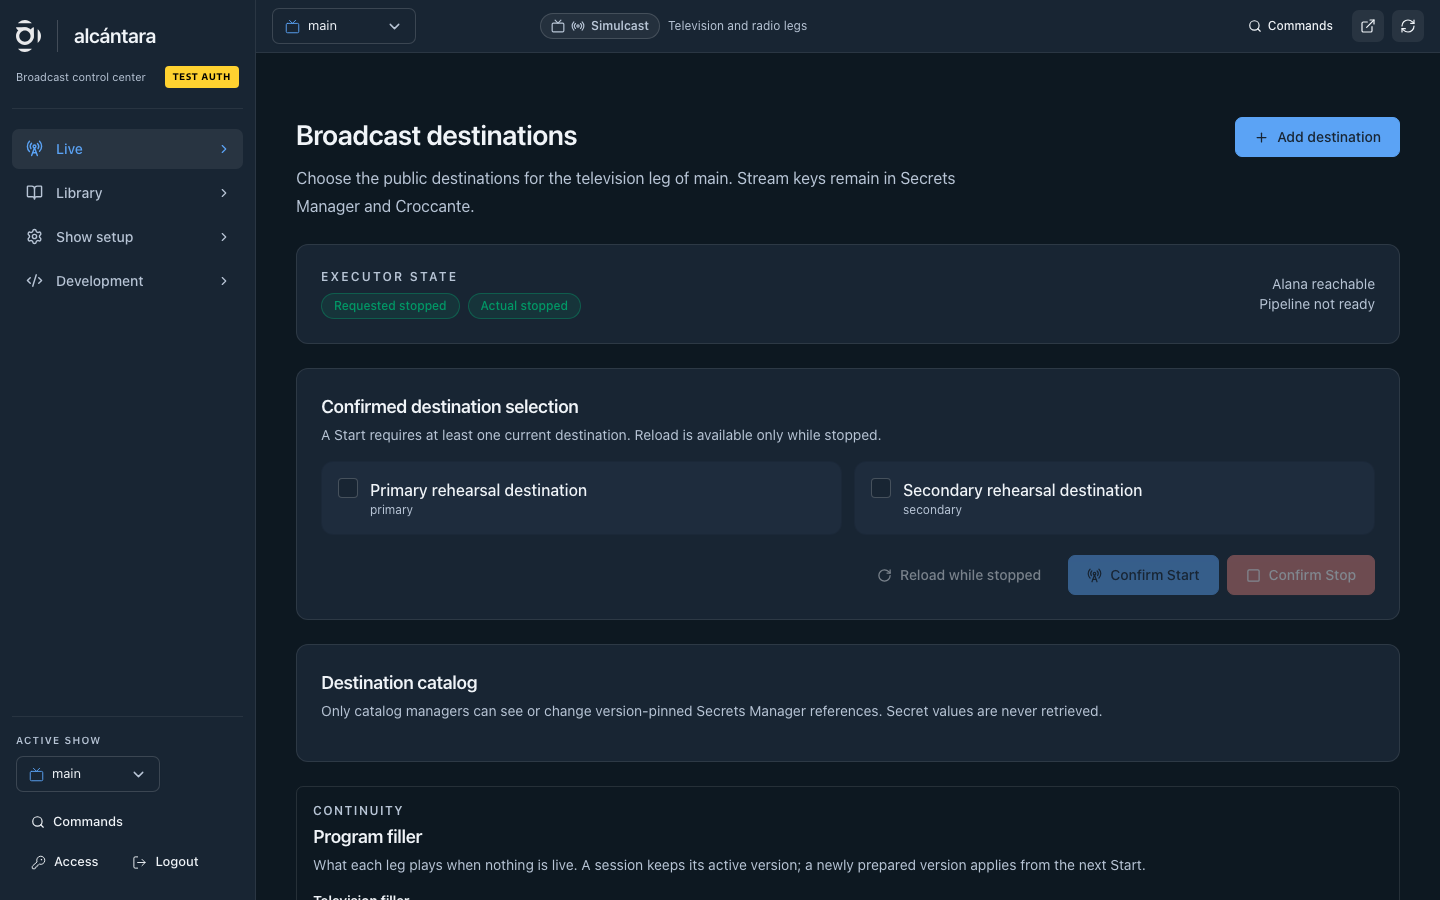 alcántara
Broadcast control center
TEST AUTH
Live
Library
Show setup
Development
ACTIVE SHOW
main
Commands
Access
Logout
main
Simulcast
Television and radio legs
Commands
Broadcast destinations
Add destination
Choose the public destinations for the television leg of main. Stream keys remain in Secrets
Manager and Croccante.
EXECUTOR STATE
Requested stopped
Actual stopped
Alana reachable
Pipeline not ready
Confirmed destination selection
A Start requires at least one current destination. Reload is available only while stopped.
Primary rehearsal destination
primary
Secondary rehearsal destination
secondary
Reload while stopped
Confirm Start
Confirm Stop
Destination catalog
Only catalog managers can see or change version-pinned Secrets Manager references. Secret values are never retrieved.
CONTINUITY
Program filler
What each leg plays when nothing is live. A session keeps its active version; a newly prepared version applies from the next Start.
Television filler